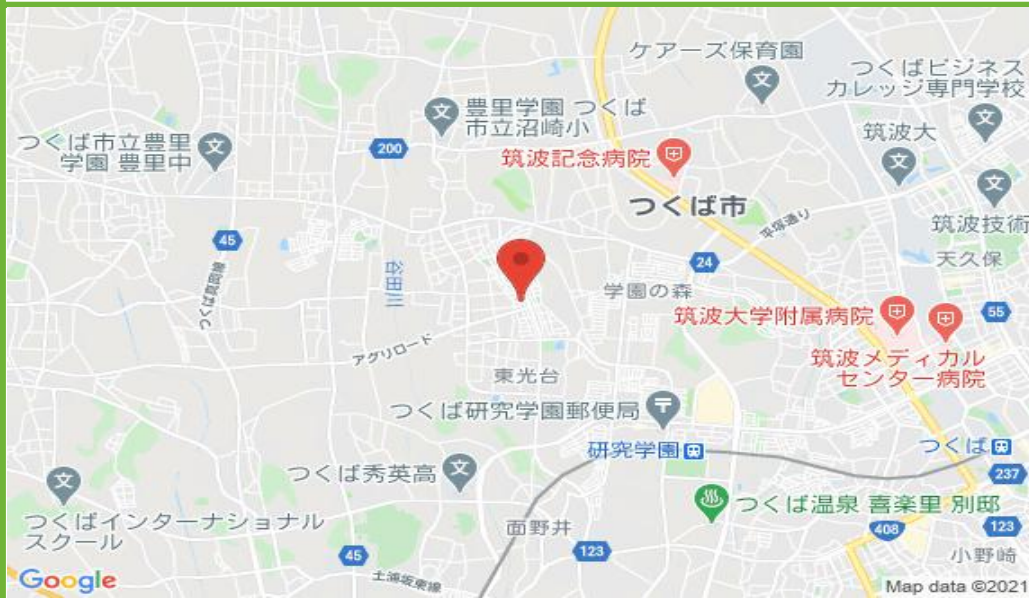 ケアーズ保育園
つくばビジネス
カレッジ専門学校
豊里学園 つくば
市立沼崎小
つくば市立豊里
学園 豊里中
200
筑波大
筑波記念病院
つくば市
筑波技術
平塚通り
45
谷田川
24
天久保
学園の森
筑波大学附属病院
55
アグリロード
筑波メディカル
センター病院
東光台
つくば研究学園郵便局
研究学園
つくば
つくば秀英高
237
つくば温泉 喜楽里 別邸
つくばインターナショナル
スクール
面野井
408
123
45
123
小野崎
土浦坂東線
Google
Map data ©2021